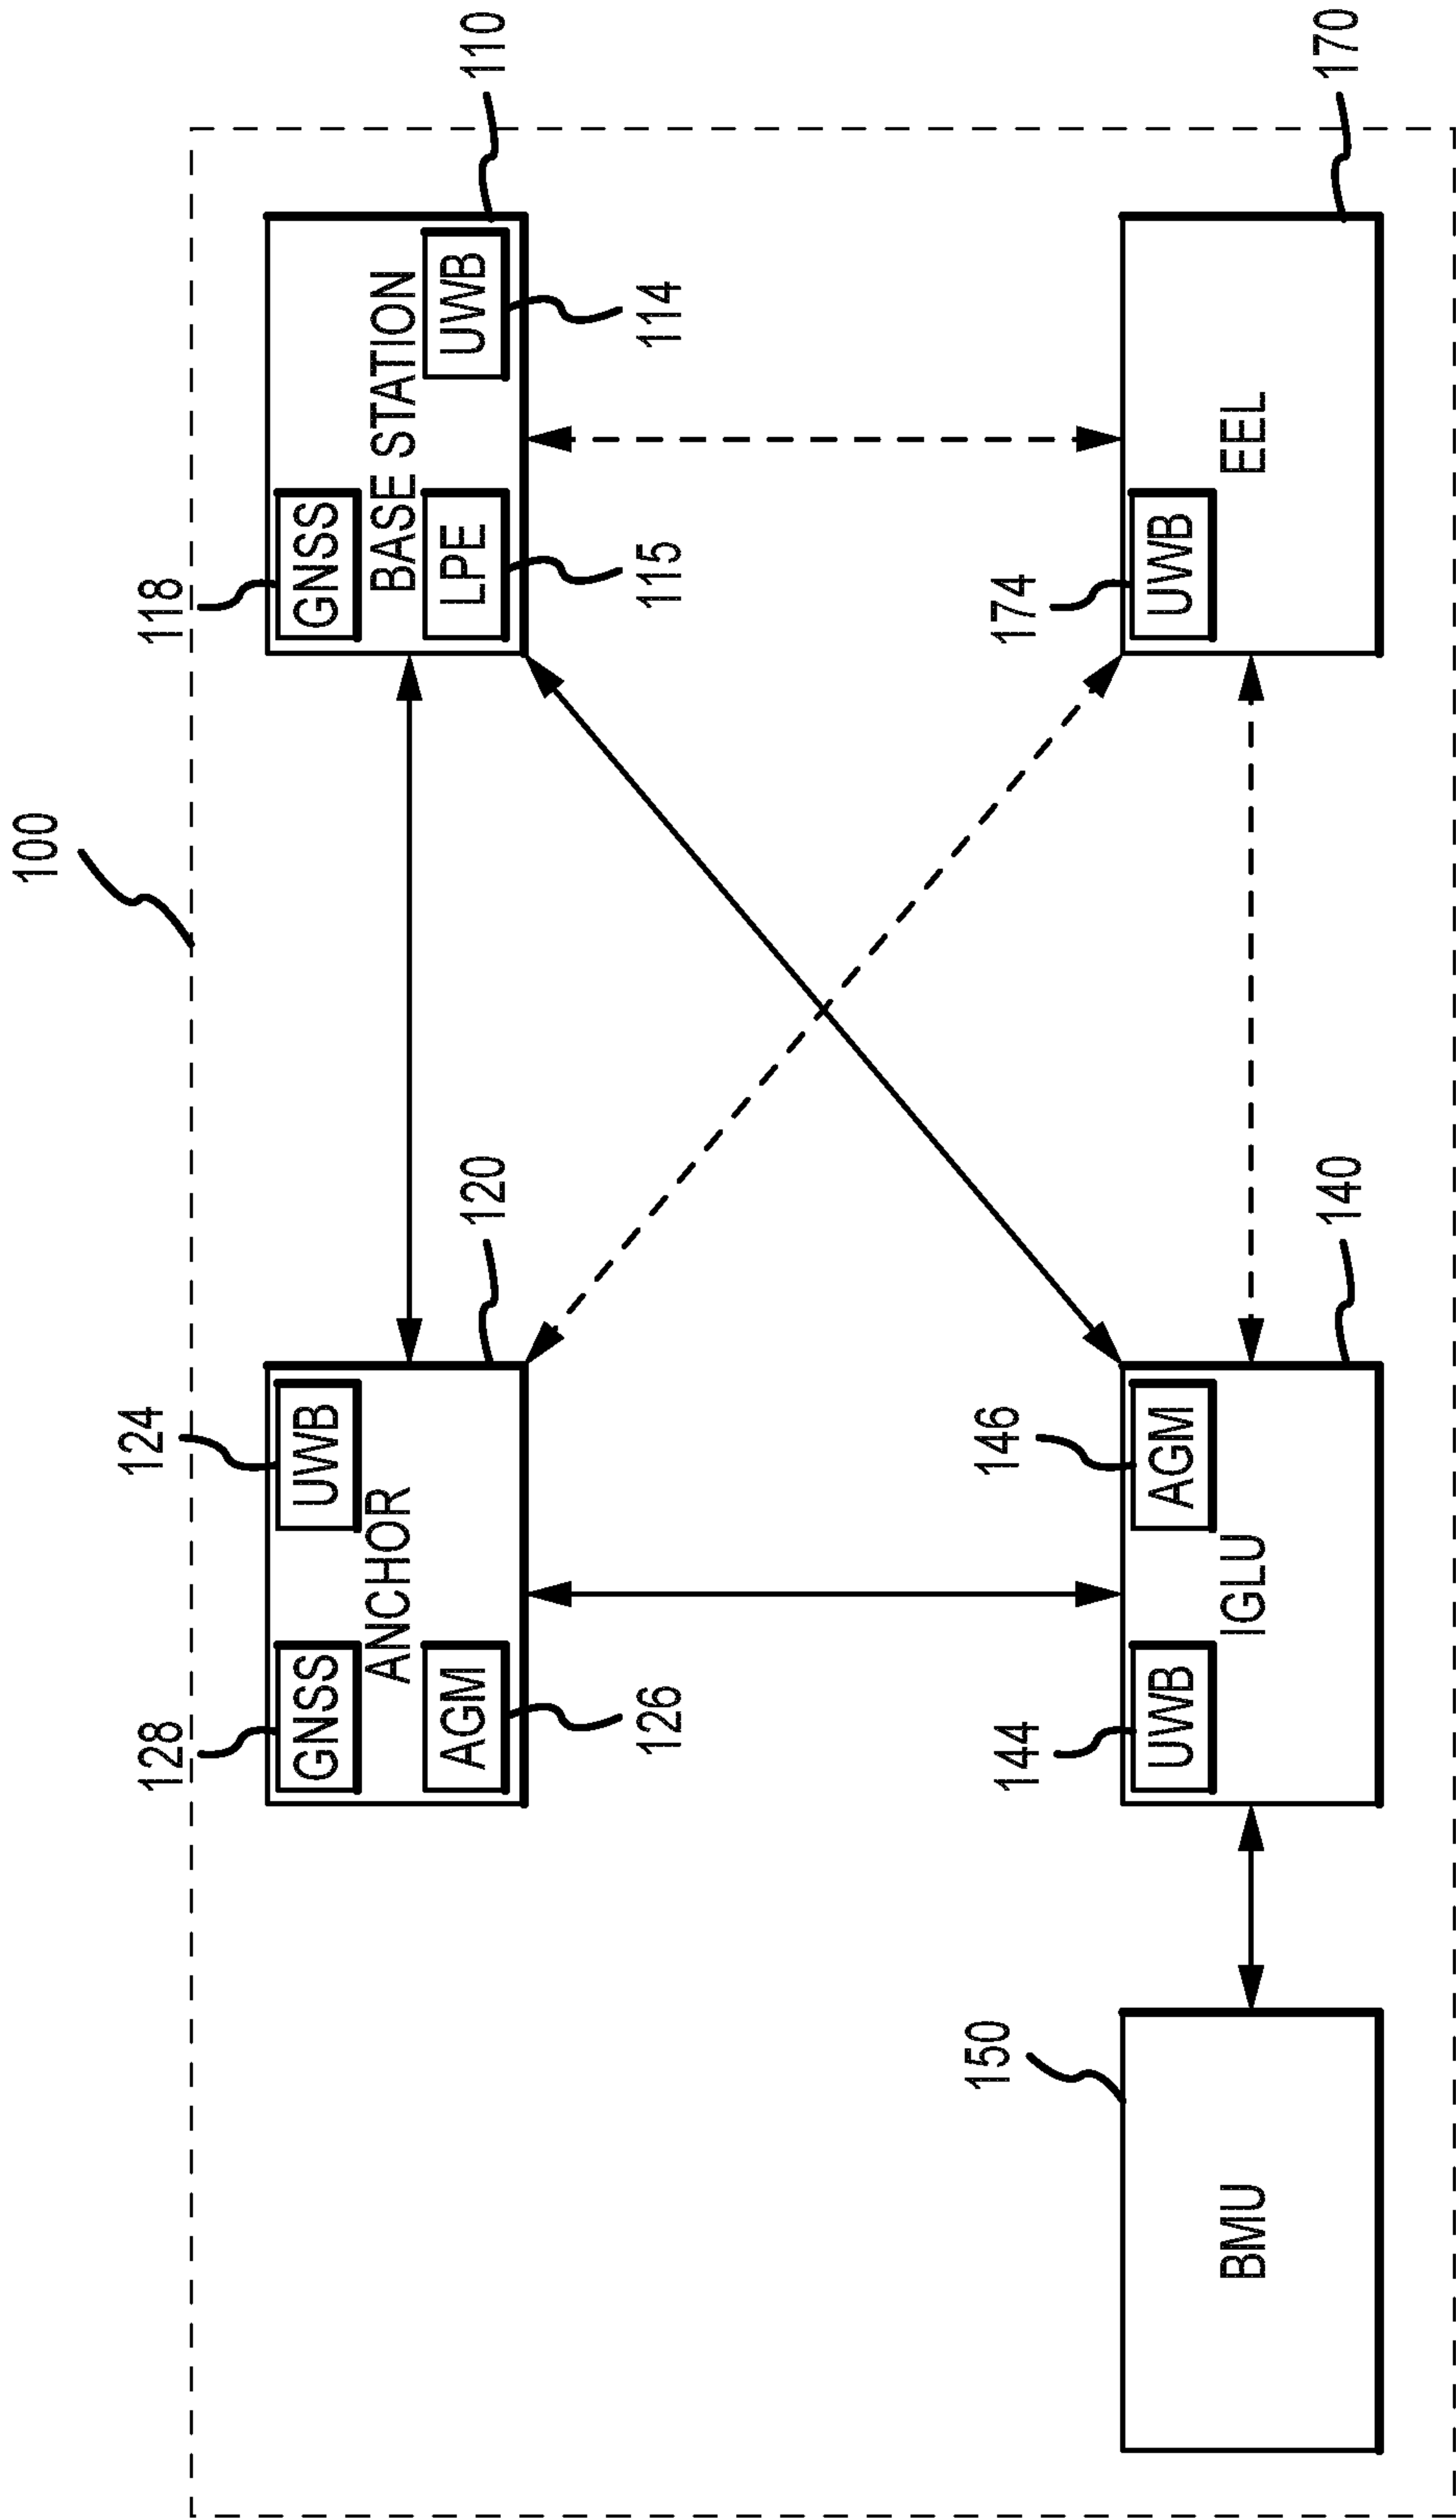 100
128
GNSS
124
UWB
ANCHOR
AGM
126
120
118
GNSS
BASE STATION
LPE
115
UWB
114
110
150
BMU
144
UWB
146
AGM
IGLU
140
174
UWB
EEL
170